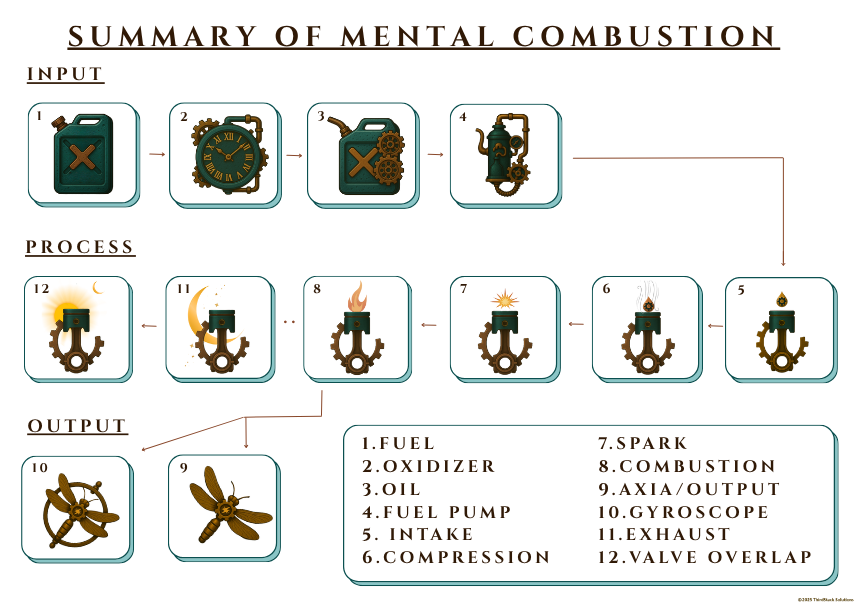 SUMMARY OF MENTAL COMBUSTION
INPUT
1
2
3
4
XII
PROCESS
12
11
8
7
6
5
OUTPUT
10
9
1.FUEL
2.OXIDIZER
3.OIL
4.FUEL PUMP
5. INTAKE
6.COMPRESSION
7.SPARK
8.COMBUSTION
9.AXIA/OUTPUT
10.GYROSCOPE
11.EXHAUST
12.VALVE OVERLAP
©2025 ThinkBlack Solutions